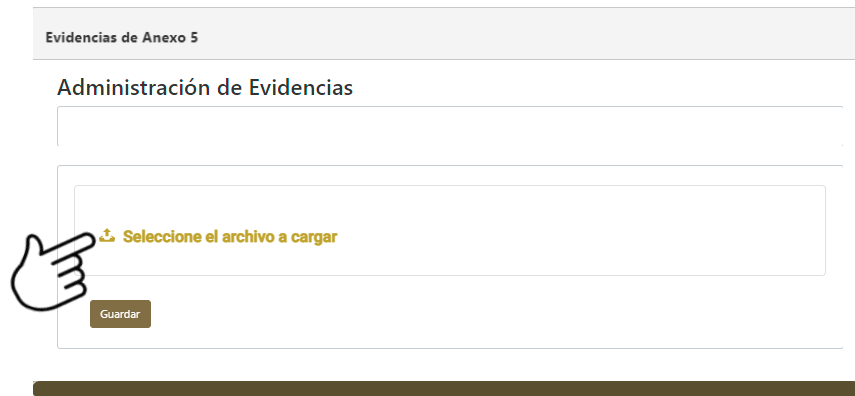 Evidencias de Anexo 5
Administración de Evidencias
Seleccione el archivo a cargar
Guardar